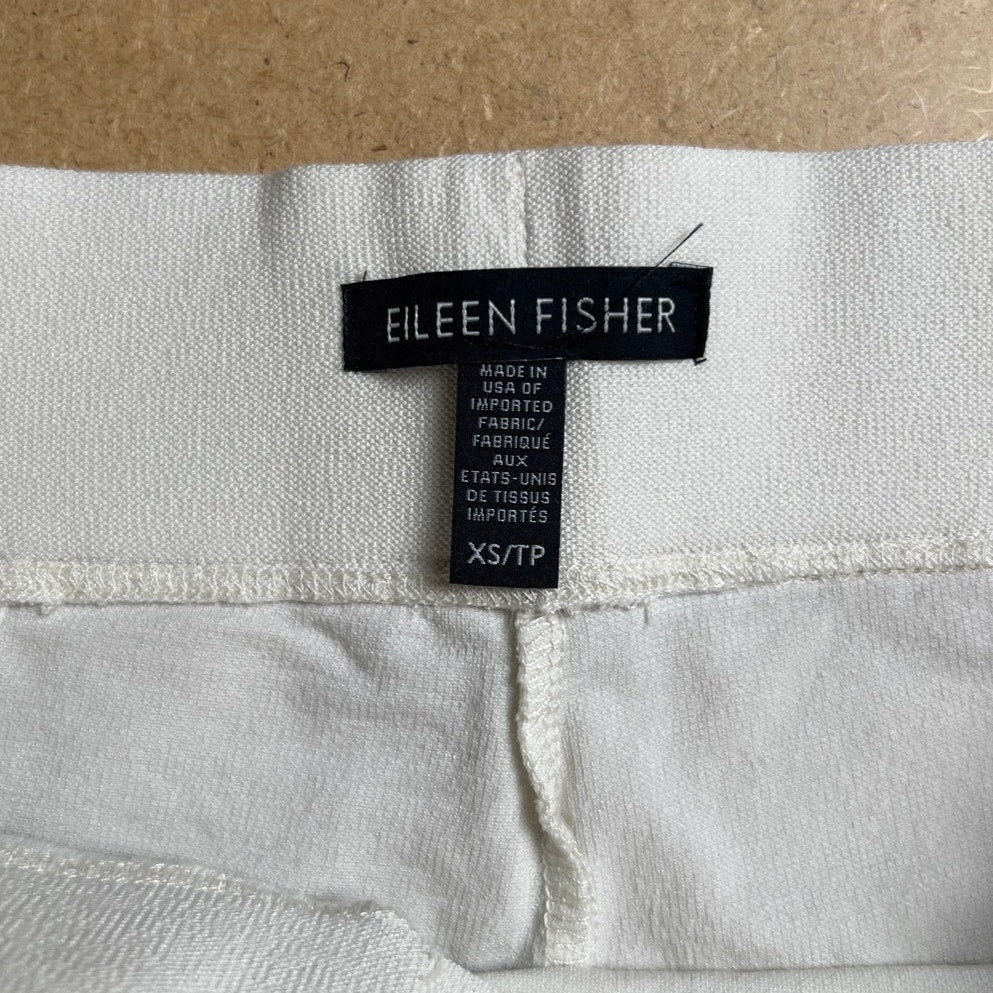 EILEEN FISHER
MADE IN
USA OF
IMPORTED
FABRIC/
FABRIQUÉ
AUX
ETATS-UNIS
DE TISSUS
IMPORTÉS
XS/TP